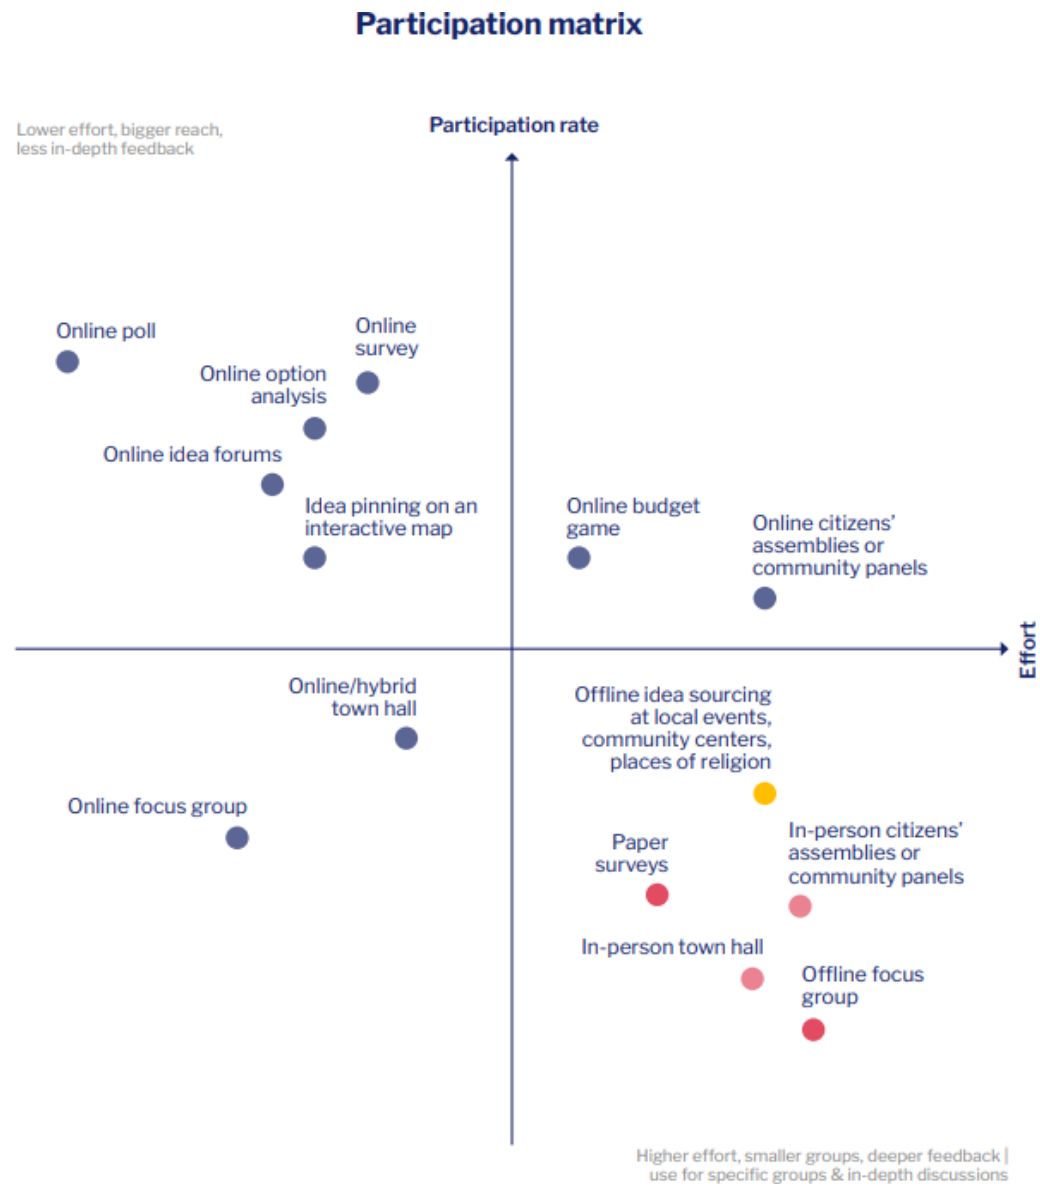 Participation matrix
Lower effort, bigger reach,
less in-depth feedback
Participation rate
Online poll
Online
survey
Online option
analysis
Online idea forums
Idea pinning on an
interactive map
Online budget
game
Online citizens’
assemblies or
community panels
Effort
Online/hybrid
town hall
Offline idea sourcing
at local events,
community centers,
places of religion
Online focus group
Paper
surveys
In-person citizens’
assemblies or
community panels
In-person town hall
Offline focus
group
Higher effort, smaller groups, deeper feedback |
use for specific groups & in-depth discussions